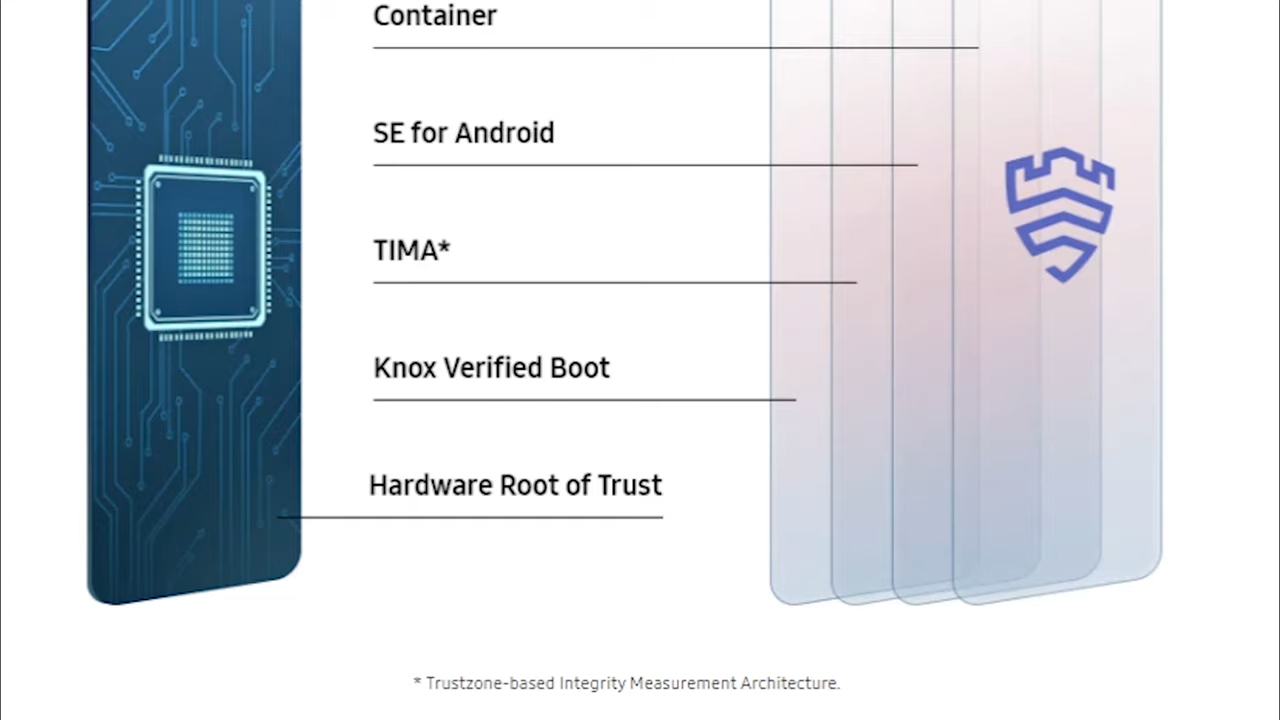 Container
SE for Android
TIMA*
Knox Verified Boot
Hardware Root of Trust
* Trustzone-based Integrity Measurement Architecture.